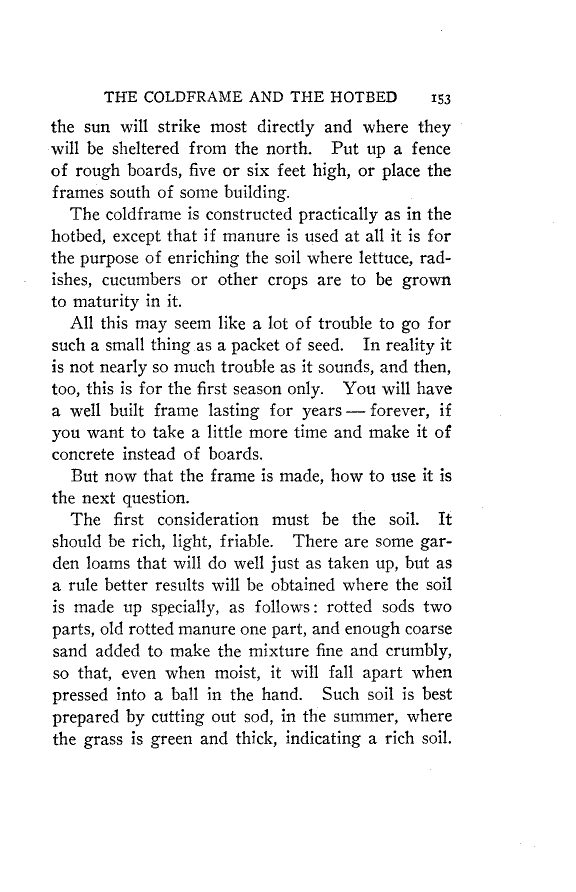 THE COLDFRAME AND THE HOTBED 153
the sun will strike most directly and where they
will be sheltered from the north. Put up a fence
of rough boards, five or six feet high, or place the
frames south of some building.
The coldframe is constructed practically as in the
hotbed, except that if manure is used at all it is for
the purpose of enriching the soil where lettuce, rad-
ishes, cucumbers or other crops are to be grown
to maturity in it.
All this may seem like a lot of trouble to go for
such a small thing as a packet of seed. In reality it
is not nearly so much trouble as it sounds, and then,
too, this is for the first season only. You will have
a well built frame lasting for years — forever, if
you want to take a little more time and make it of
concrete instead of boards.
But now that the frame is made, how to use it is
the next question.
The first consideration must be the soil. It
should be rich, light, friable. There are some gar-
den loams that will do well just as taken up, but as
a rule better results will be obtained where the soil
is made up specially, as follows: rotted sods two
parts, old rotted manure one part, and enough coarse
sand added to make the mixture fine and crumbly,
so that, even when moist, it will fall apart when
pressed into a ball in the hand. Such soil is best
prepared by cutting out sod, in the summer, where
the grass is green and thick, indicating a rich soil.